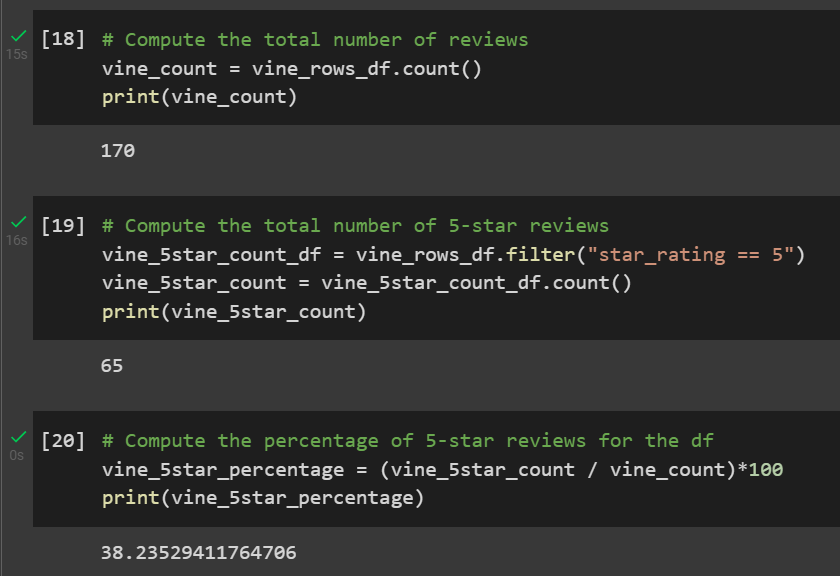 [18] # Compute the total number of reviews
15s
vine_count = vine_rows_df.count()
print(vine_count)
170
[19] # Compute the total number of 5-star reviews
16s
vine_5star_count_df = vine_rows_df.filter("star_rating == 5")
vine_5star_count = vine_5star_count_df.count()
print(vine_5star_count)
65
[20] # Compute the percentage of 5-star reviews for the df
0s
vine_5star_percentage = (vine_5star_count / vine_count)*100
print(vine_5star_percentage)
38.23529411764706